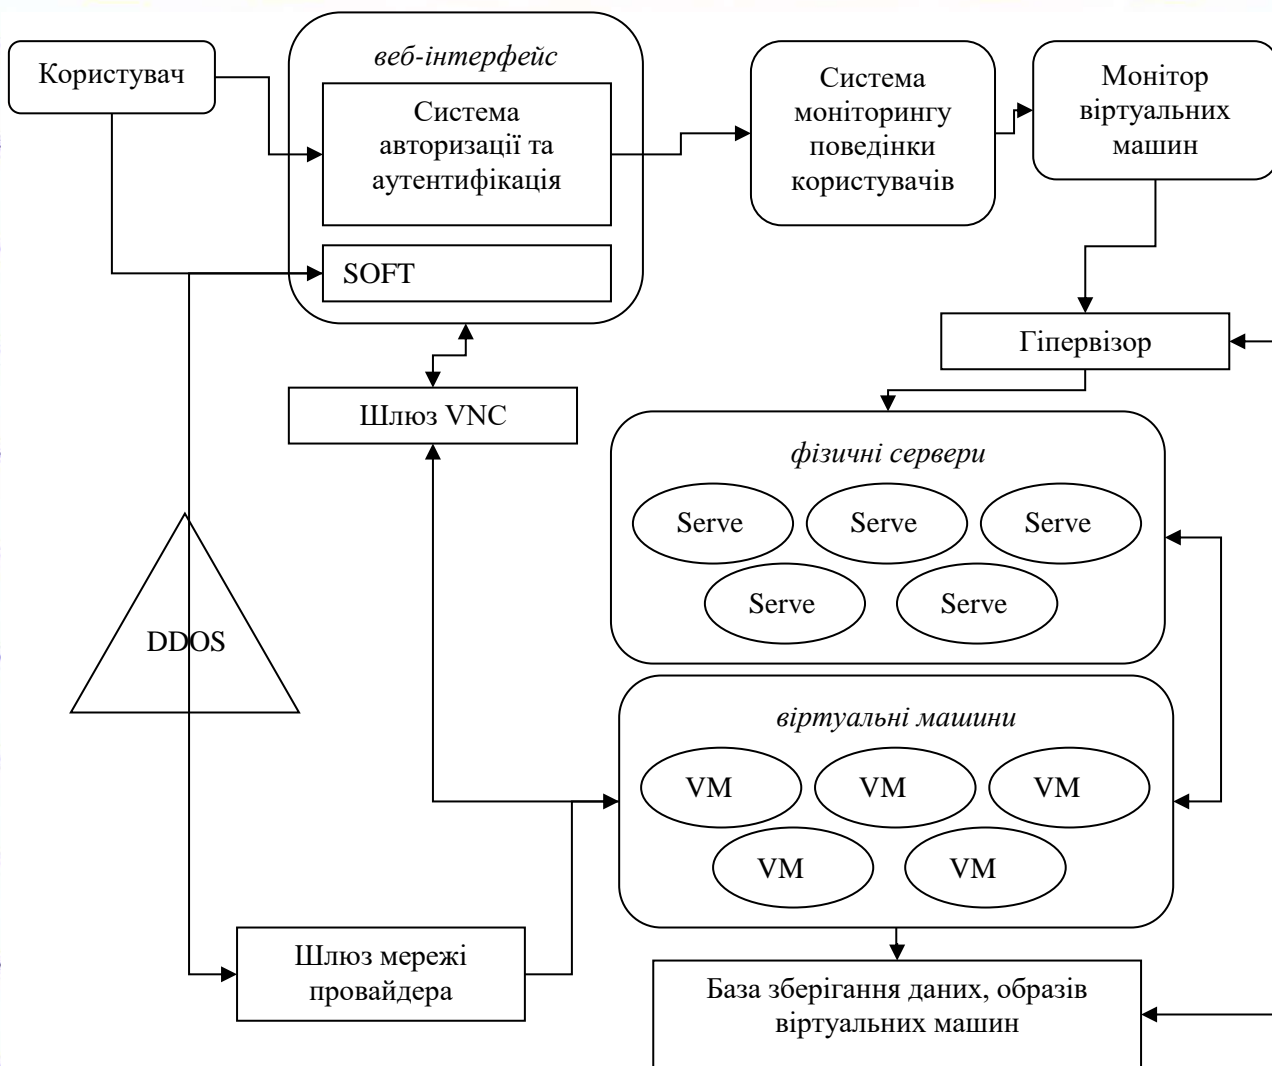 Користувач
веб-інтерфейс
Система
авторизації та
аутентифікація
SOFT
Система
моніторингу
поведінки
користувачів
Монітор
віртуальних
машин
Гіпервізор
Шлюз VNC
фізичні сервери
Serve
Serve
Serve
Serve
Serve
DDOS
віртуальні машини
VM
VM
VM
VM
VM
Шлюз мережі
провайдера
База зберігання даних, образів
віртуальних машин